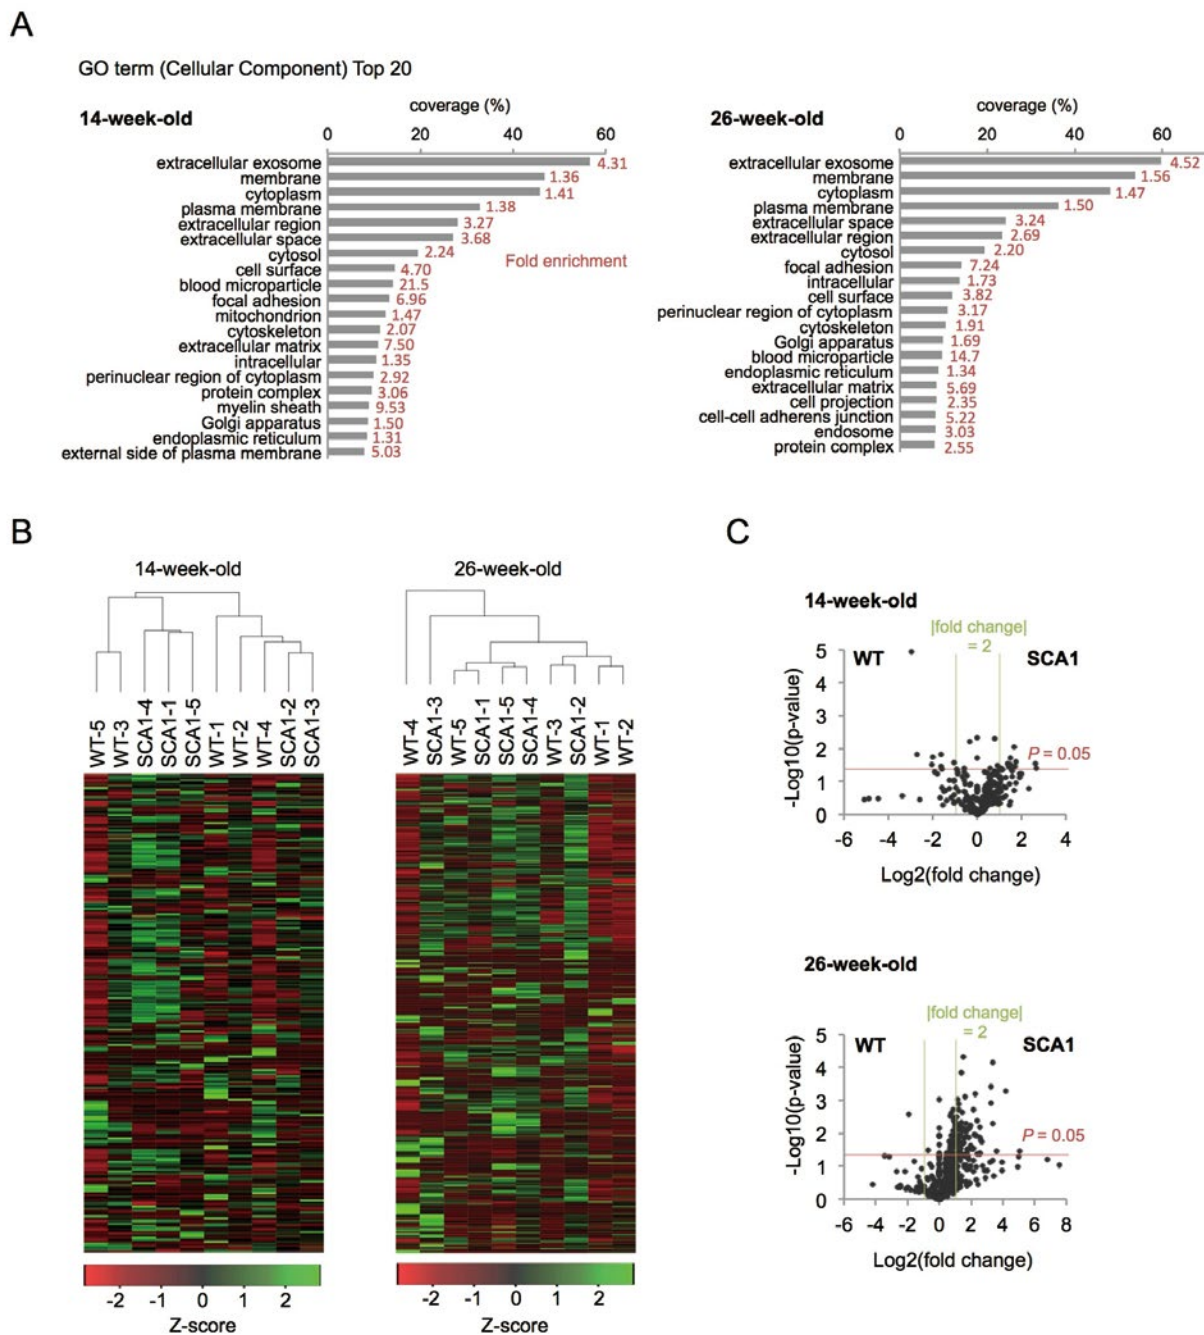 A
GO term (Cellular Component) Top 20
14-week-old
coverage (%)
0 20 40 60
extracellular exosome 4.31
membrane 1.36
cytoplasm 1.41
plasma membrane 1.38
extracellular region 3.27
extracellular space 3.68
cytosol 2.24
Fold enrichment
cell surface 4.70
blood microparticle 21.5
focal adhesion 6.96
mitochondrion 1.47
cytoskeleton 2.07
extracellular matrix 7.50
intracellular 1.35
perinuclear region of cytoplasm 2.92
protein complex 3.06
myelin sheath 9.53
Golgi apparatus 1.50
endoplasmic reticulum 1.31
external side of plasma membrane 5.03
26-week-old
coverage (%)
0 20 40 60
extracellular exosome 4.52
membrane 1.56
cytoplasm 1.47
plasma membrane 1.50
extracellular space 3.24
extracellular region 2.69
cytosol 2.20
focal adhesion 7.24
intracellular 1.73
cell surface 3.82
perinuclear region of cytoplasm 3.17
cytoskeleton 1.91
Golgi apparatus 1.69
blood microparticle 14.7
endoplasmic reticulum 1.34
extracellular matrix 5.69
cell projection 2.35
cell-cell adherens junction 5.22
endosome 3.03
protein complex 2.55
B
14-week-old
WT-5 WT-3 SCA1-4 SCA1-1 SCA1-5 WT-1 WT-2 WT-4 SCA1-2 SCA1-3
-2 -1 0 1 2
Z-score
26-week-old
WT-4 SCA1-3 WT-5 SCA1-1 SCA1-5 SCA1-4 WT-3 SCA1-2 WT-1 WT-2
-2 -1 0 1 2
Z-score
C
14-week-old
|fold change|
= 2
WT SCA1
P = 0.05
-Log10(p-value)
5
4
3
2
1
0
-6 -4 -2 0 2 4
Log2(fold change)
26-week-old
|fold change|
= 2
WT SCA1
P = 0.05
-Log10(p-value)
5
4
3
2
1
0
-6 -4 -2 0 2 4 6 8
Log2(fold change)